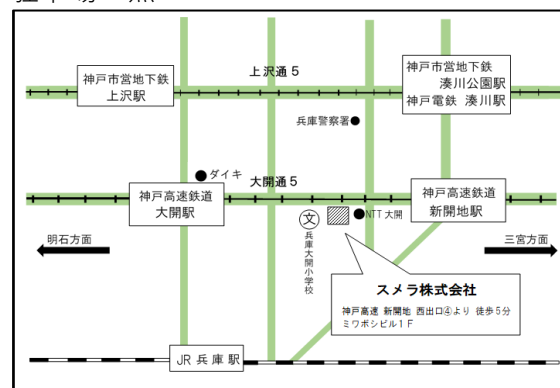 上沢通5
神戸市営地下鉄
上沢駅
神戸市営地下鉄
湊川公園駅
神戸電鉄 湊川駅
兵庫警察署
ダイキ
大開通5
神戸高速鉄道
大開駅
神戸高速鉄道
新開地駅
文
NTT大開
兵庫大開小学校
明石方面
三宮方面
スメラ株式会社
神戸高速 新開地 西出口④より 徒歩5分
ミワボシビル1F
JR兵庫駅